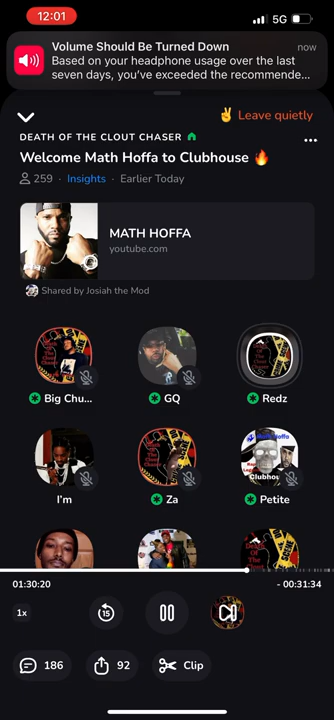 12:01
5G
Volume Should Be Turned Down
now
Based on your headphone usage over the last
seven days, you've exceeded the recommende...
✌️ Leave quietly
DEATH OF THE CLOUT CHASER
Welcome Math Hoffa to Clubhouse 🔥
259 · Insights · Earlier Today
MATH HOFFA
youtube.com
Shared by Josiah the Mod
Big Chu...
GQ
Redz
I'm
Za
Petite
01:30:20
- 00:31:34
1x
15
186
92
Clip